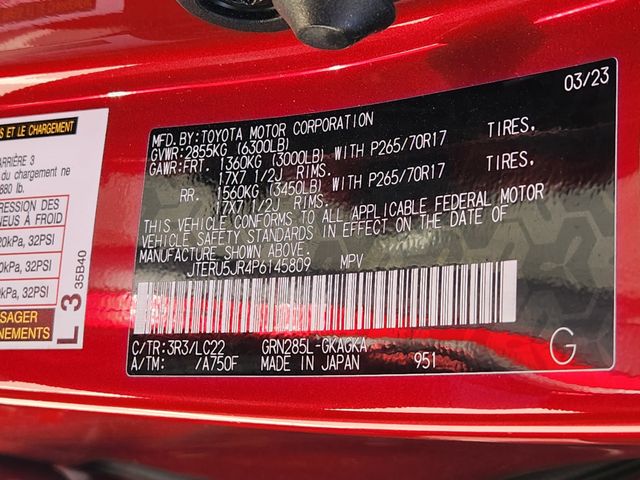 S ET LE CHARGEMENT
ARRIÈRE 3
du chargement ne
880 lb.
PRESSION DES
NEUS À FROID
20kPa, 32PSI
0kPa, 32PSI
0kPa, 32PSI
SAGER
NEMENTS
L 3 35B40
03/23
MFD.BY:TOYOTA MOTOR CORPORATION
GVWR:2855KG (6300LB)
GAWR:FRT. 1360KG (3000LB) WITH P265/70R17 TIRES,
17X7 1/2J RIMS.
RR. 1560KG (3450LB) WITH P265/70R17 TIRES,
17X7 1/2J RIMS.
THIS VEHICLE CONFORMS TO ALL APPLICABLE FEDERAL MOTOR
VEHICLE SAFETY STANDARDS IN EFFECT ON THE DATE OF
MANUFACTURE SHOWN ABOVE.
JTERU5JR4P6145809 MPV
C/TR:3R3/LC22 GRN285L-GKAGKA
A/TM: /A750F MADE IN JAPAN 951
G